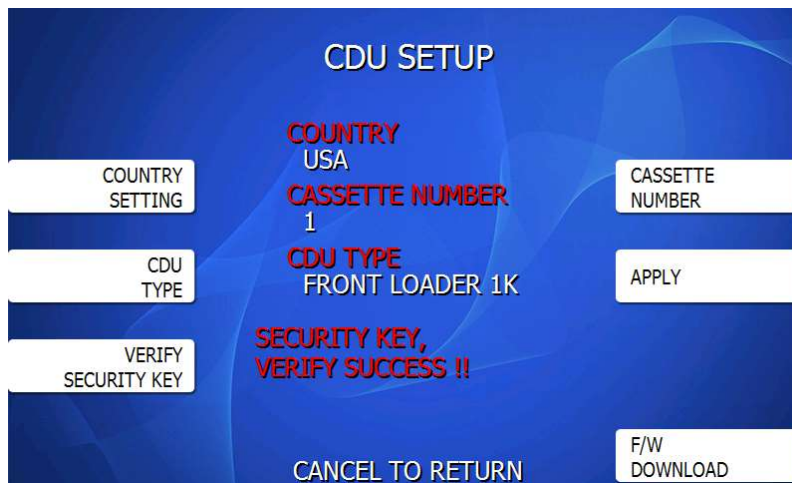 CDU SETUP
COUNTRY
USA
CASSETTE NUMBER
1
CDU TYPE
FRONT LOADER 1K
SECURITY KEY,
VERIFY SUCCESS !!
COUNTRY
SETTING
CDU
TYPE
VERIFY
SECURITY KEY
CASSETTE
NUMBER
APPLY
F/W
DOWNLOAD
CANCEL TO RETURN